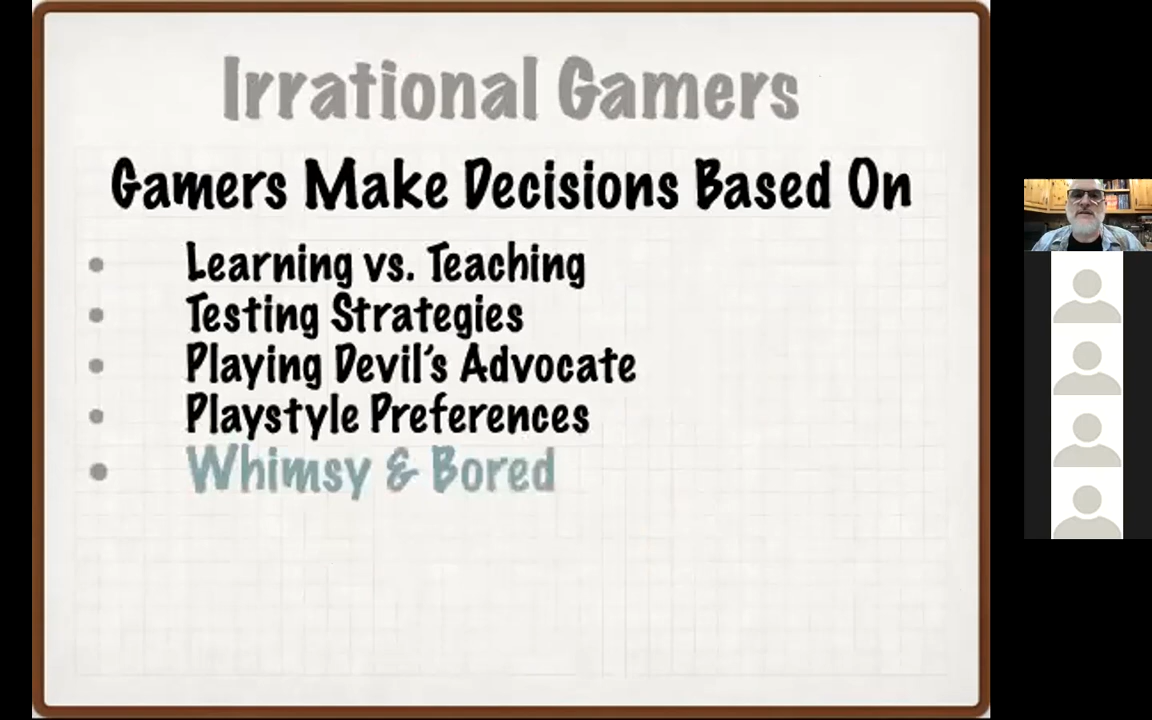 Irrational Gamers
Gamers Make Decisions Based On
• Learning vs. Teaching
• Testing Strategies
• Playing Devil's Advocate
• Playstyle Preferences
• Whimsy & Bored